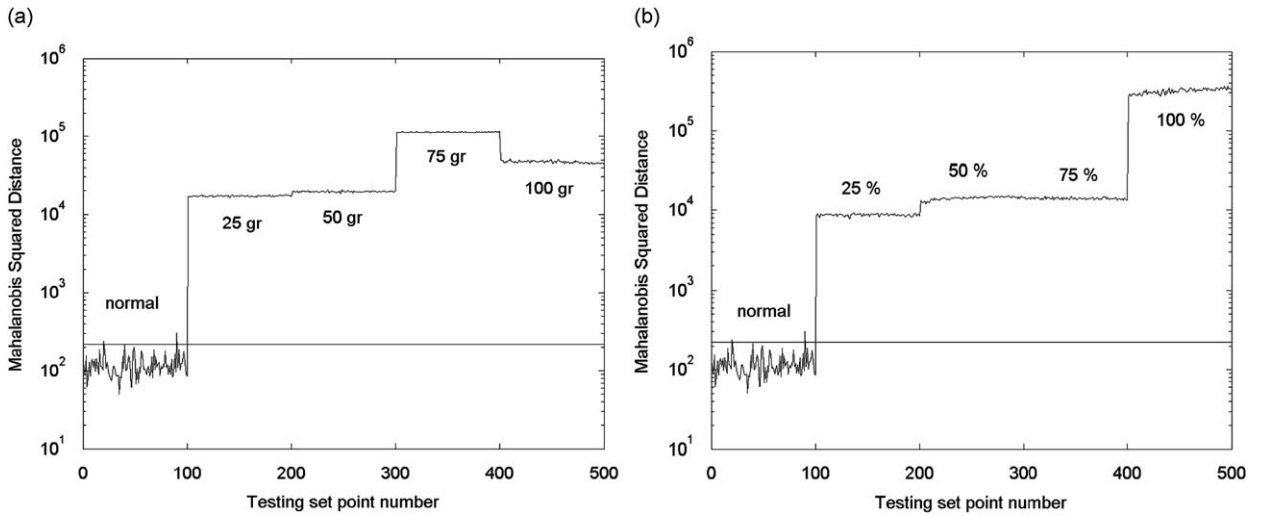 (a)
Mahalanobis Squared Distance
10^6
10^5
10^4
10^3
10^2
10^1
75 gr
100 gr
25 gr
50 gr
normal
0
100
200
300
400
500
Testing set point number
(b)
Mahalanobis Squared Distance
10^6
10^5
10^4
10^3
10^2
10^1
100 %
50 %
75 %
25 %
normal
0
100
200
300
400
500
Testing set point number